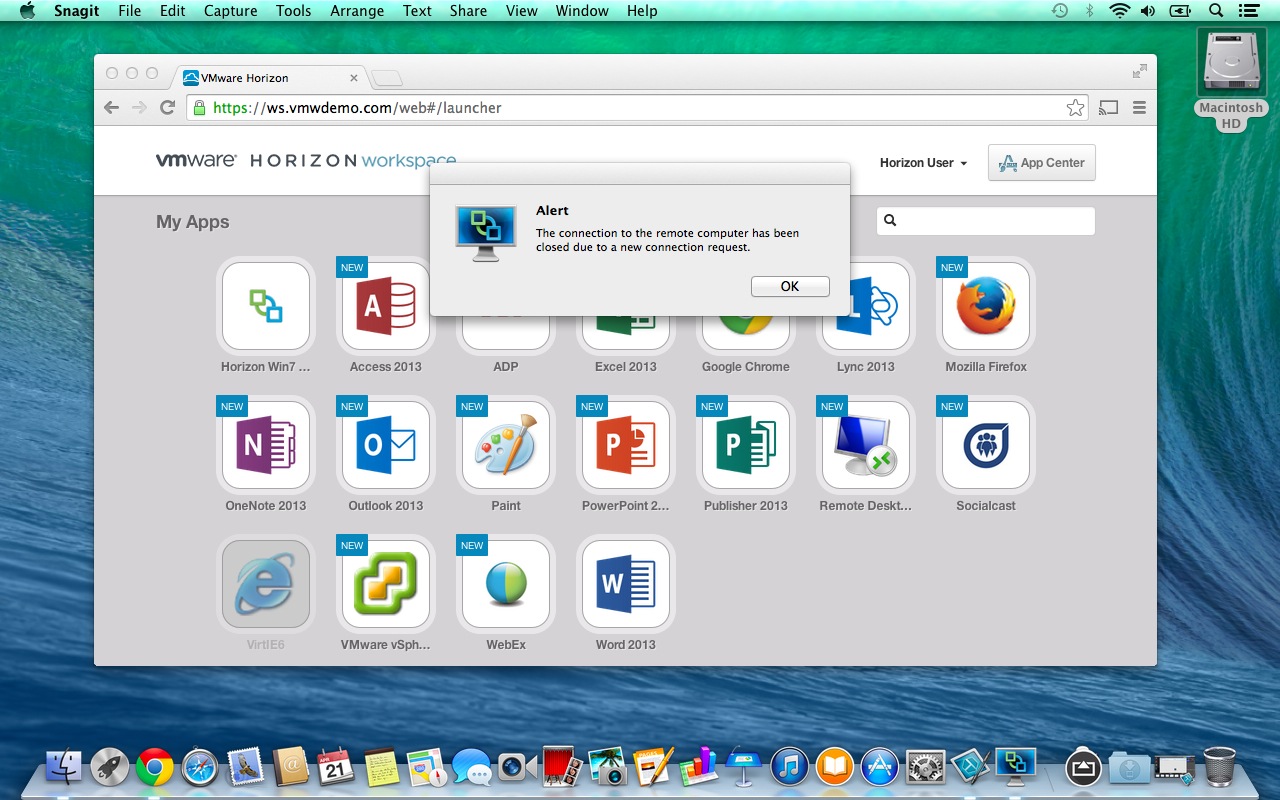 Snagit File Edit Capture Tools Arrange Text Share View Window Help
VMware Horizon
https://ws.vmwdemo.com/web#/launcher
Macintosh
HD
vmware HORIZON workspace
Horizon User
App Center
My Apps
Alert
The connection to the remote computer has been
closed due to a new connection request.
OK
NEW NEW
Horizon Win7 ... Access 2013 ADP Excel 2013 Google Chrome Lync 2013 Mozilla Firefox
NEW NEW NEW NEW NEW NEW NEW
OneNote 2013 Outlook 2013 Paint PowerPoint 2... Publisher 2013 Remote Deskt... Socialcast
NEW NEW
VirtIE6 VMware vSph... WebEx Word 2013
21